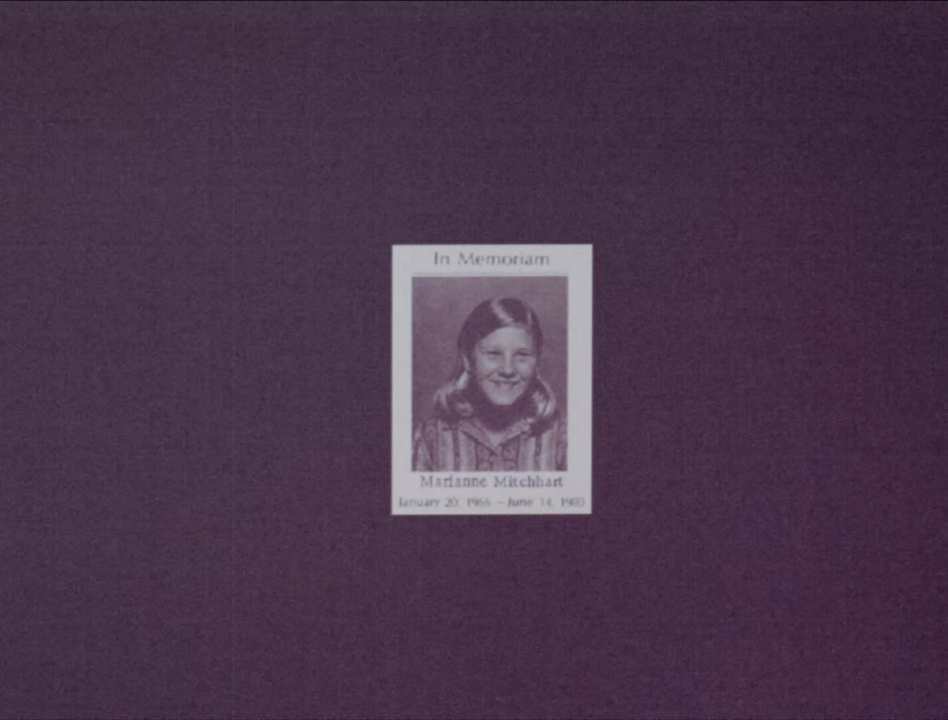 In Memoriam
Marianne Mitchhart
January 20, 1966 – June 14, 1980